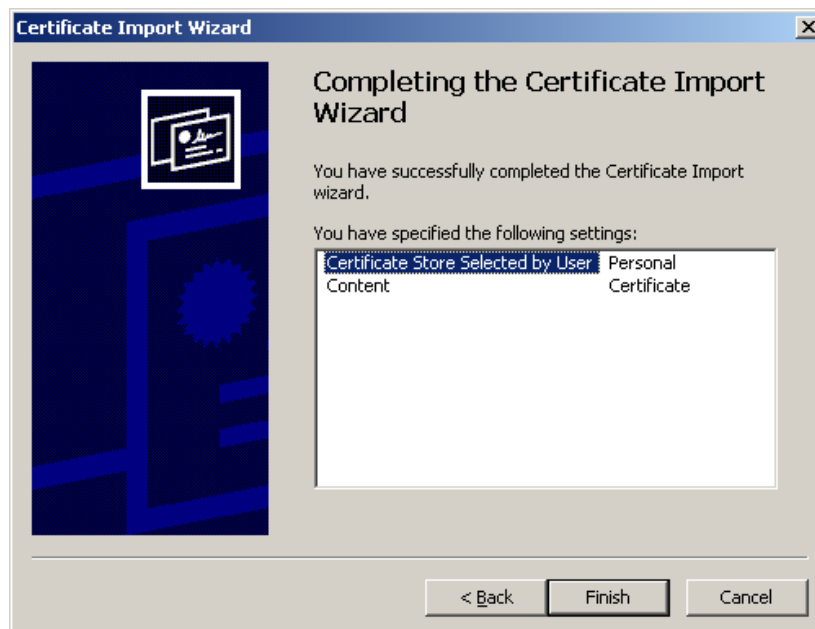 Certificate Import Wizard
Completing the Certificate Import
Wizard
You have successfully completed the Certificate Import
wizard.
You have specified the following settings:
Certificate Store Selected by User Personal
Content Certificate
< Back Finish Cancel